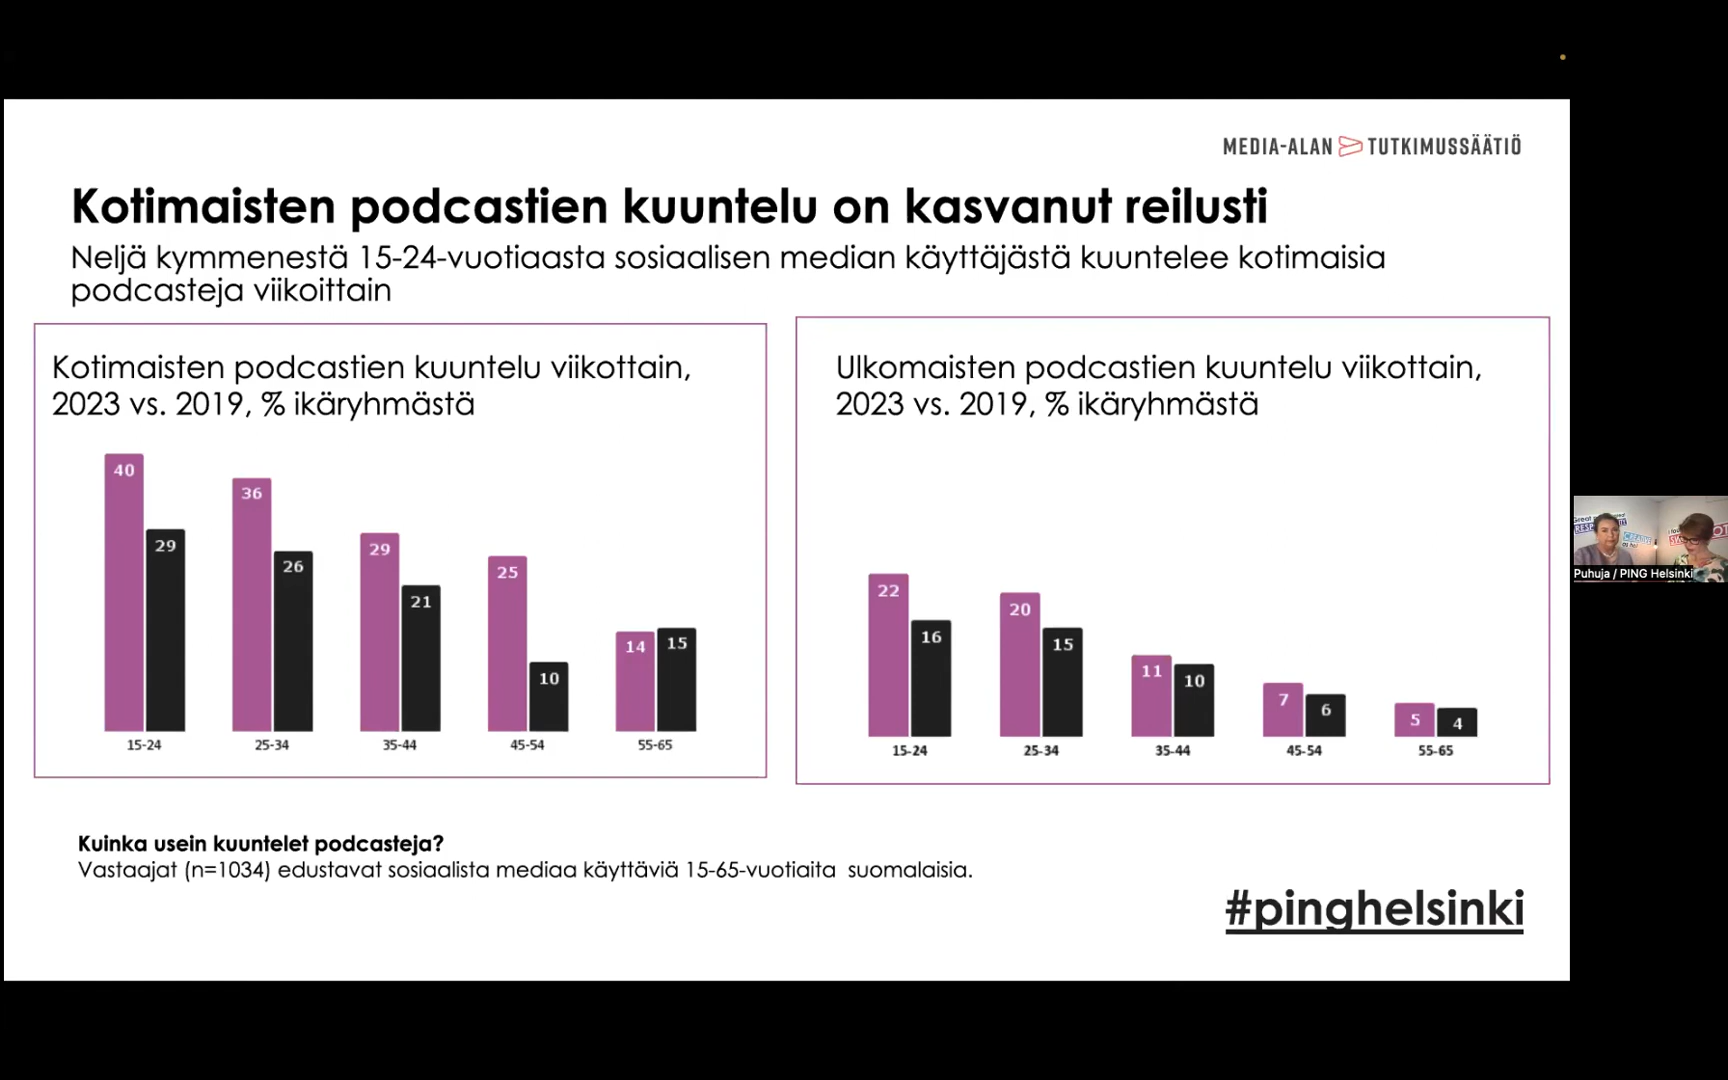 MEDIA-ALAN TUTKIMUSSÄÄTIÖ
Kotimaisten podcastien kuuntelu on kasvanut reilusti
Neljä kymmenestä 15-24-vuotiaasta sosiaalisen median käyttäjästä kuuntelee kotimaisia
podcasteja viikoittain
Kotimaisten podcastien kuuntelu viikottain,
2023 vs. 2019, % ikäryhmästä
40 29 36 26 29 21 25 10 14 15
15-24 25-34 35-44 45-54 55-65
Ulkomaisten podcastien kuuntelu viikottain,
2023 vs. 2019, % ikäryhmästä
22 16 20 15 11 10 7 6 5 4
15-24 25-34 35-44 45-54 55-65
Kuinka usein kuuntelet podcasteja?
Vastaajat (n=1034) edustavat sosiaalista mediaa käyttäviä 15-65-vuotiaita suomalaisia.
#pinghelsinki
Great
CREATIVE
Puhuja / PING Helsinki